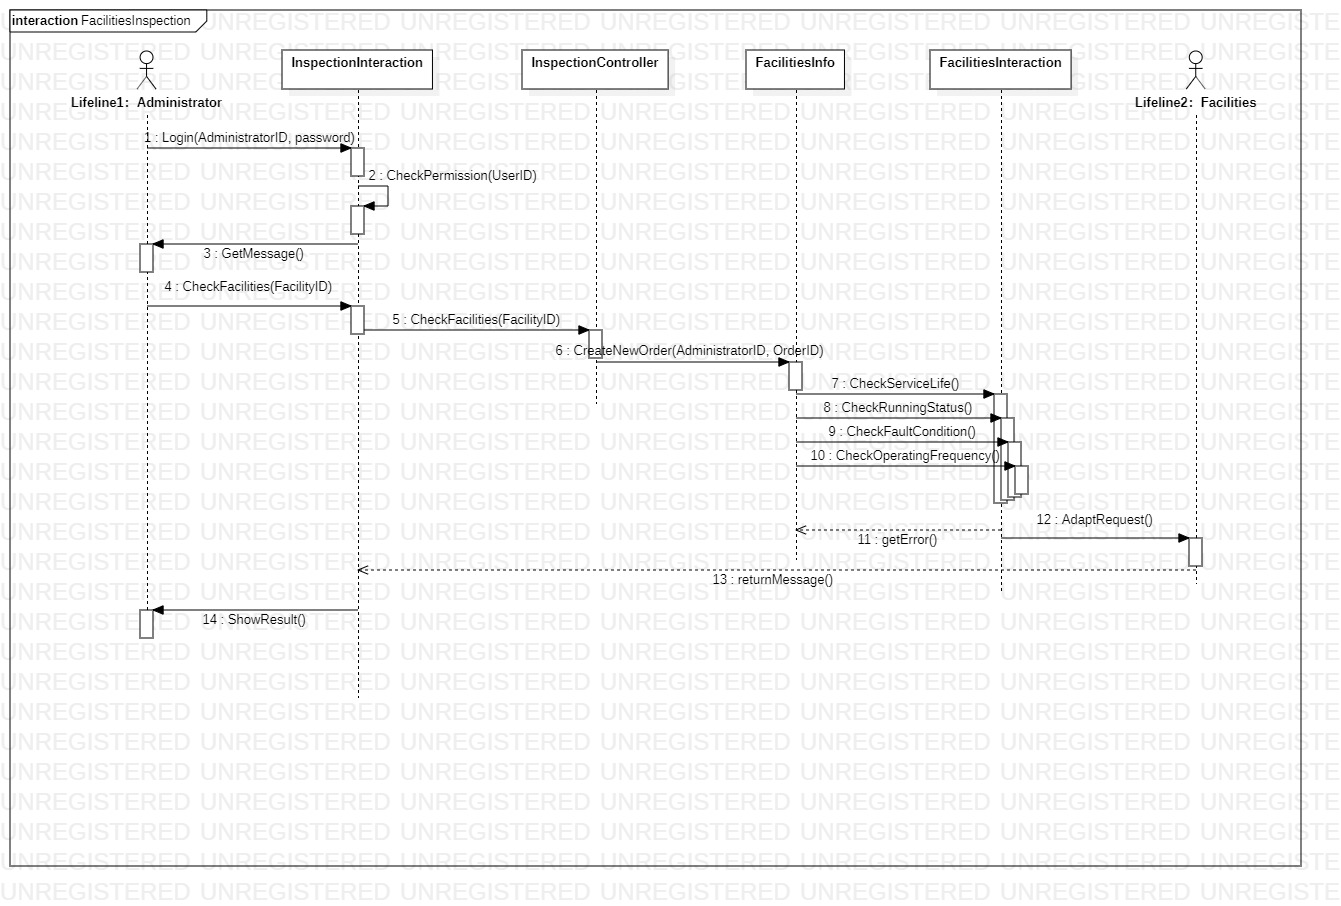 interaction FacilitiesInspection
InspectionInteraction
InspectionController
FacilitiesInfo
FacilitiesInteraction
Lifeline1: Administrator
Lifeline2: Facilities
1 : Login(AdministratorID, password)
2 : CheckPermission(UserID)
3 : GetMessage()
4 : CheckFacilities(FacilityID)
5 : CheckFacilities(FacilityID)
6 : CreateNewOrder(AdministratorID, OrderID)
7 : CheckServiceLife()
8 : CheckRunningStatus()
9 : CheckFaultCondition()
10 : CheckOperatingFrequency()
12 : AdaptRequest()
11 : getError()
13 : returnMessage()
14 : ShowResult()
UNREGISTERED